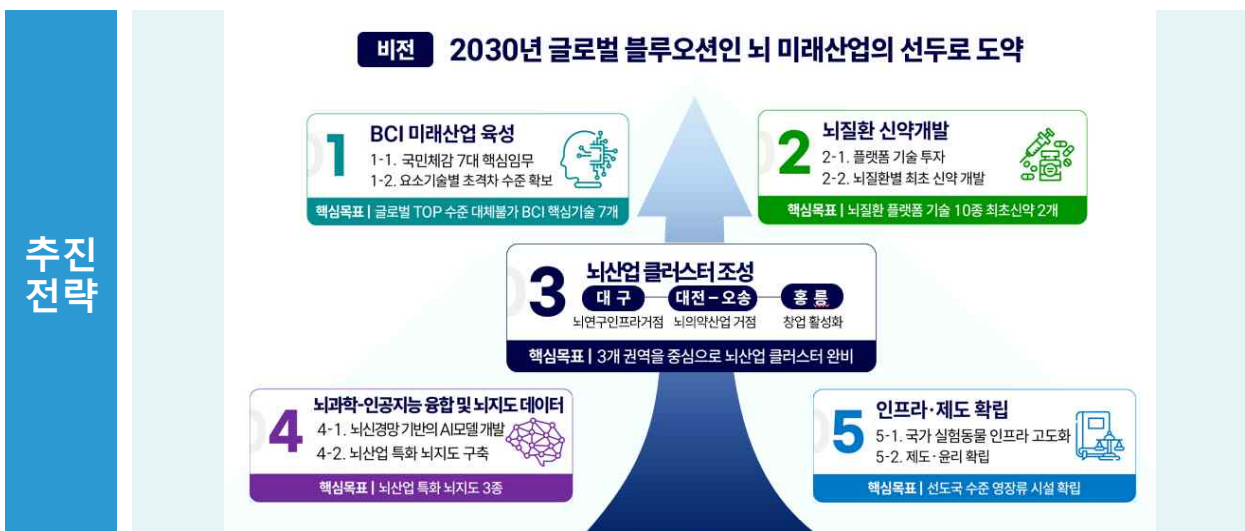 추진
전략
비전 2030년 글로벌 블루오션인 뇌 미래산업의 선두로 도약
1 BCI 미래산업 육성
1-1. 국민체감 7대 핵심임무
1-2. 요소기술별 초격차 수준 확보
핵심목표 | 글로벌 TOP 수준 대체불가 BCI 핵심기술 7개
2 뇌질환 신약개발
2-1. 플랫폼 기술 투자
2-2. 뇌질환별 최초 신약 개발
핵심목표 | 뇌질환 플랫폼 기술 10종 최초신약 2개
3 뇌산업 클러스터 조성
대구 대전-오송 홍릉
뇌연구인프라거점 뇌의약산업 거점 창업 활성화
핵심목표 | 3개 권역을 중심으로 뇌산업 클러스터 완비
4 뇌과학-인공지능 융합 및 뇌지도 데이터
4-1. 뇌신경망 기반의 AI모델 개발
4-2. 뇌산업 특화 뇌지도 구축
핵심목표 | 뇌산업 특화 뇌지도 3종
5 인프라·제도 확립
5-1. 국가 실험동물 인프라 고도화
5-2. 제도·윤리 확립
핵심목표 | 선도국 수준 영장류 시설 확립